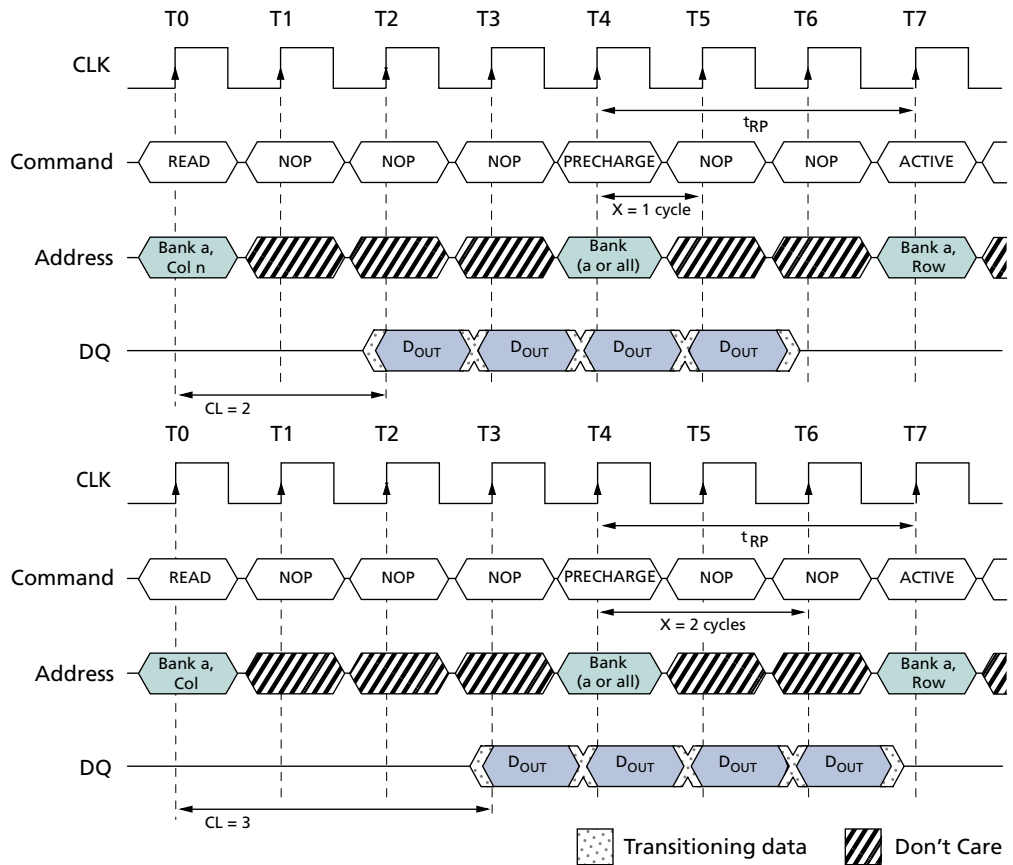 T0 T1 T2 T3 T4 T5 T6 T7
CLK
tRP
Command READ NOP NOP NOP PRECHARGE NOP NOP ACTIVE
X = 1 cycle
Address Bank a, Col n Bank (a or all) Bank a, Row
DQ DOUT DOUT DOUT DOUT
CL = 2
T0 T1 T2 T3 T4 T5 T6 T7
CLK
tRP
Command READ NOP NOP NOP PRECHARGE NOP NOP ACTIVE
X = 2 cycles
Address Bank a, Col Bank (a or all) Bank a, Row
DQ DOUT DOUT DOUT DOUT
CL = 3
Transitioning data Don't Care